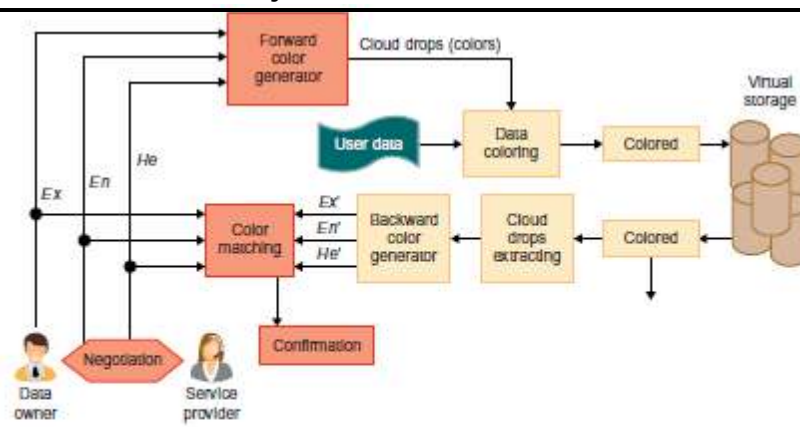 Forward
color
generator
Cloud drops (colors)
Virtual
storage
User data
Data
coloring
Colored
He
En
Ex
Color
matching
Ex'
En'
He'
Backward
color
generator
Cloud
drops
extracting
Colored
Negotiation
Confirmation
Data
owner
Service
provider